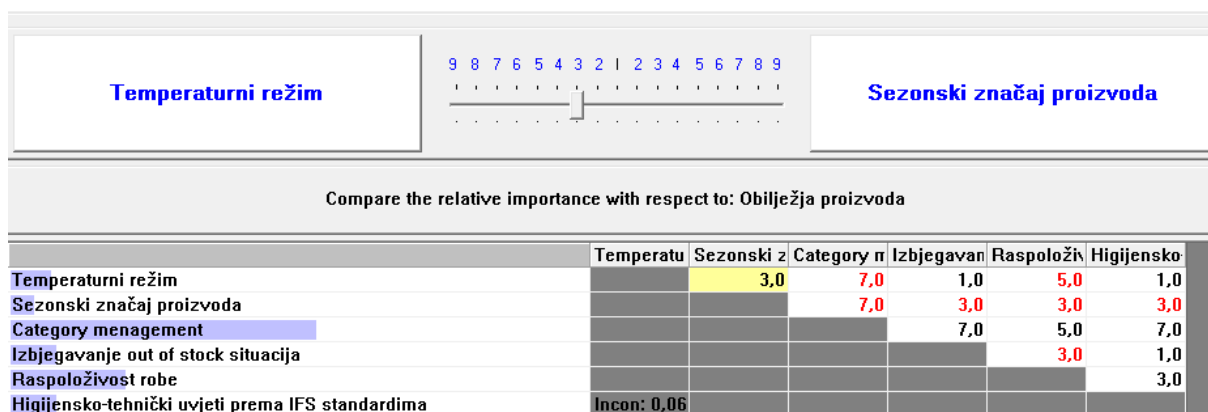 Temperaturni režim
9 8 7 6 5 4 3 2 1 2 3 4 5 6 7 8 9
Sezonski značaj proizvoda
Compare the relative importance with respect to: Obilježja proizvoda
Temperatu Sezonski z Category m Izbjegavan Raspoloživ Higijensko-
Temperaturni režim 3,0 7,0 1,0 5,0 1,0
Sezonski značaj proizvoda 7,0 3,0 3,0 3,0
Category menagement 7,0 5,0 7,0
Izbjegavanje out of stock situacija 3,0 1,0
Raspoloživost robe 3,0
Higijensko-tehnički uvjeti prema IFS standardima Incon: 0,06